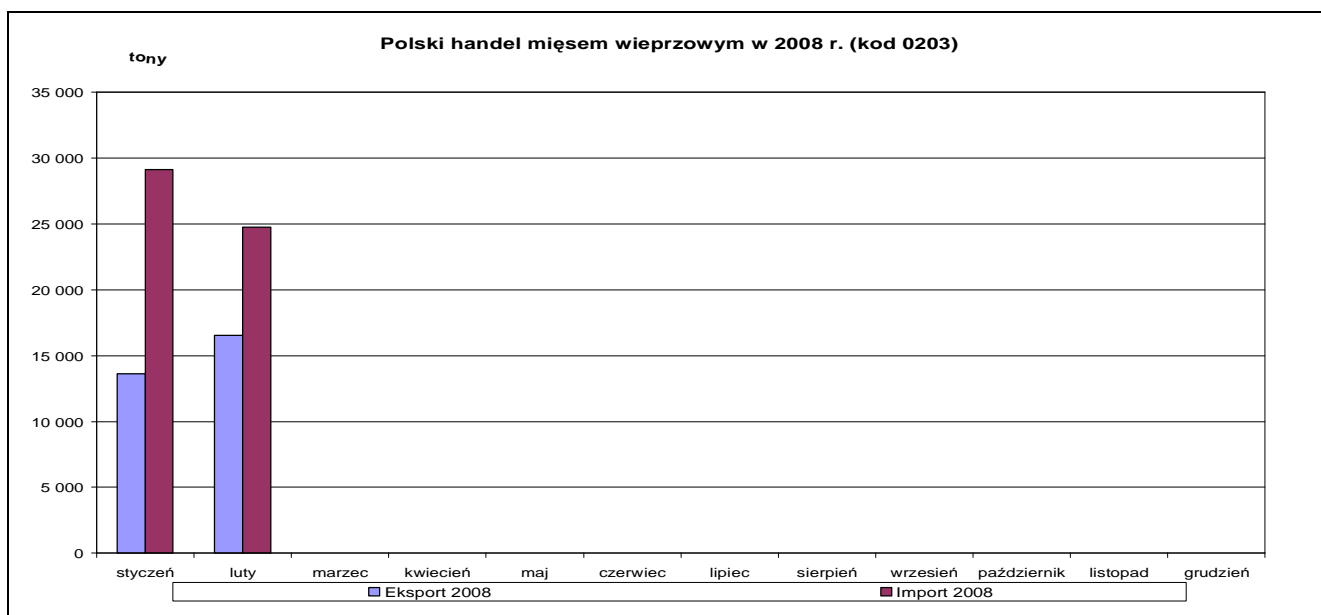 Polski handel mięsem wieprzowym w 2008 r. (kod 0203)
tony
35 000
30 000
25 000
20 000
15 000
10 000
5 000
0
styczeń luty marzec kwiecień maj czerwiec lipiec sierpień wrzesień październik listopad grudzień
Eksport 2008 Import 2008